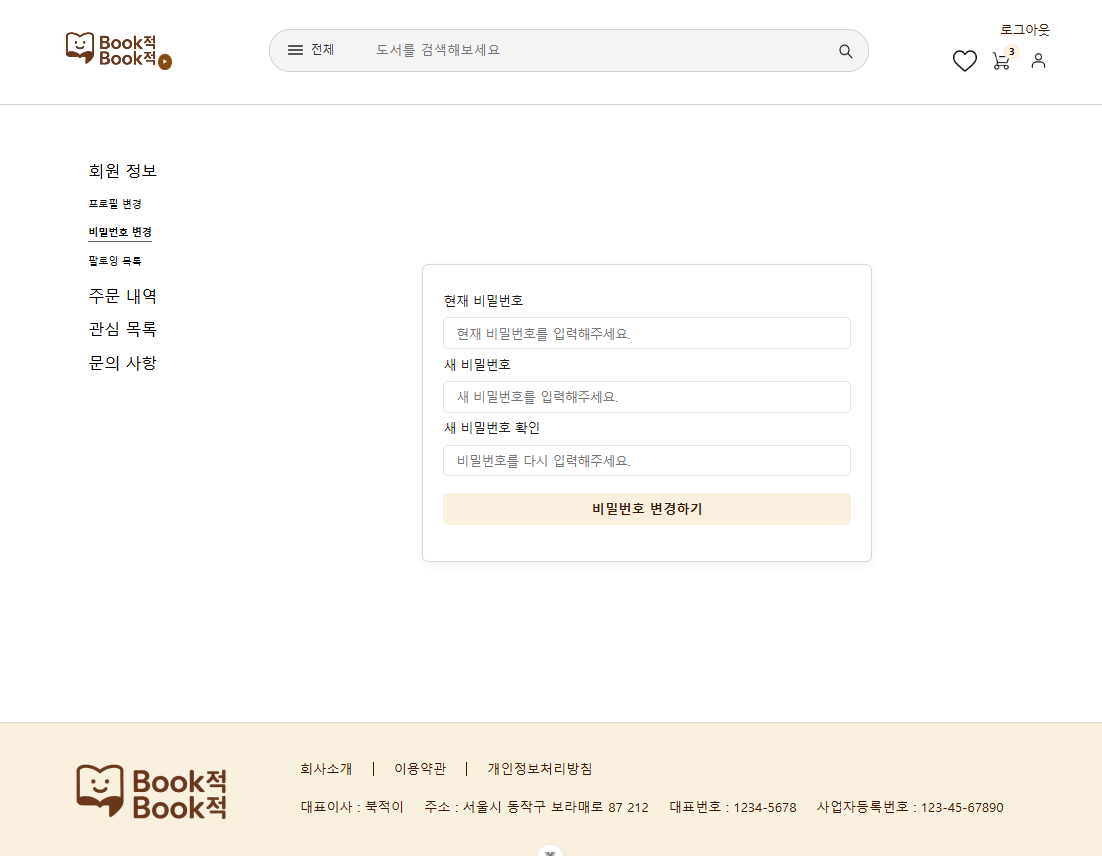 Book적
Book적
전체
도서를 검색해보세요
로그아웃
3
회원 정보
프로필 변경
비밀번호 변경
팔로잉 목록
주문 내역
관심 목록
문의 사항
현재 비밀번호
현재 비밀번호를 입력해주세요.
새 비밀번호
새 비밀번호를 입력해주세요.
새 비밀번호 확인
비밀번호를 다시 입력해주세요.
비밀번호 변경하기
Book적
Book적
회사소개 | 이용약관 | 개인정보처리방침
대표이사 : 북적이 주소 : 서울시 동작구 보라매로 87 212 대표번호 : 1234-5678 사업자등록번호 : 123-45-67890